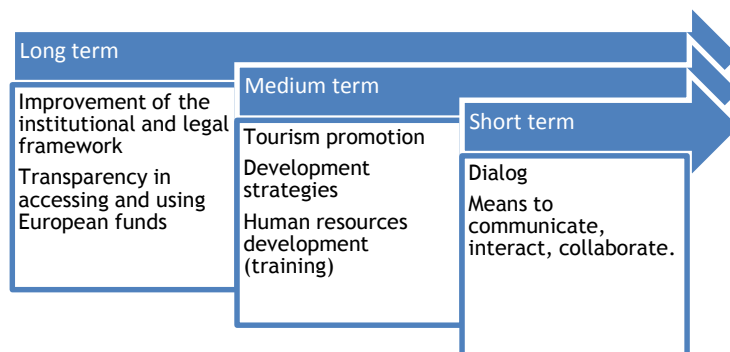 Long term
Improvement of the
institutional and legal
framework
Transparency in
accessing and using
European funds
Medium term
Tourism promotion
Development
strategies
Human resources
development
(training)
Short term
Dialog
Means to
communicate,
interact, collaborate.